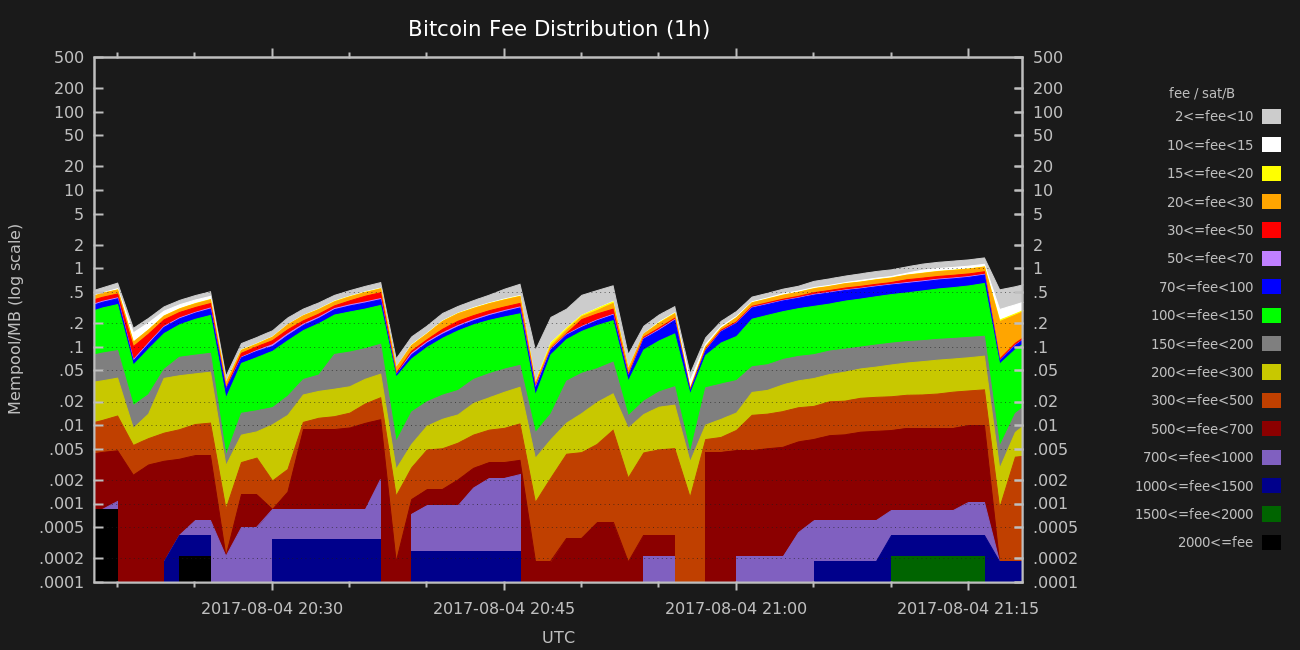 Bitcoin Fee Distribution (1h)
500 500
200 200
100 100
50 50
20 20
10 10
5 5
2 2
1 1
.5 .5
.2 .2
.1 .1
.05 .05
.02 .02
.01 .01
.005 .005
.002 .002
.001 .001
.0005 .0005
.0002 .0002
.0001 .0001
Mempool/MB (log scale)
2017-08-04 20:30 2017-08-04 20:45 2017-08-04 21:00 2017-08-04 21:15
UTC
fee / sat/B
2<=fee<10
10<=fee<15
15<=fee<20
20<=fee<30
30<=fee<50
50<=fee<70
70<=fee<100
100<=fee<150
150<=fee<200
200<=fee<300
300<=fee<500
500<=fee<700
700<=fee<1000
1000<=fee<1500
1500<=fee<2000
2000<=fee